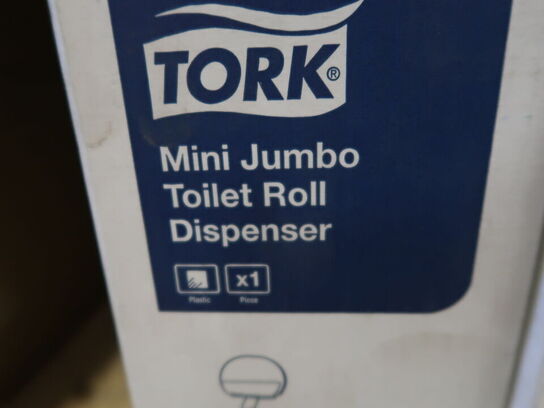 TORK®
Mini Jumbo
Toilet Roll
Dispenser
x1
Plastic Piece